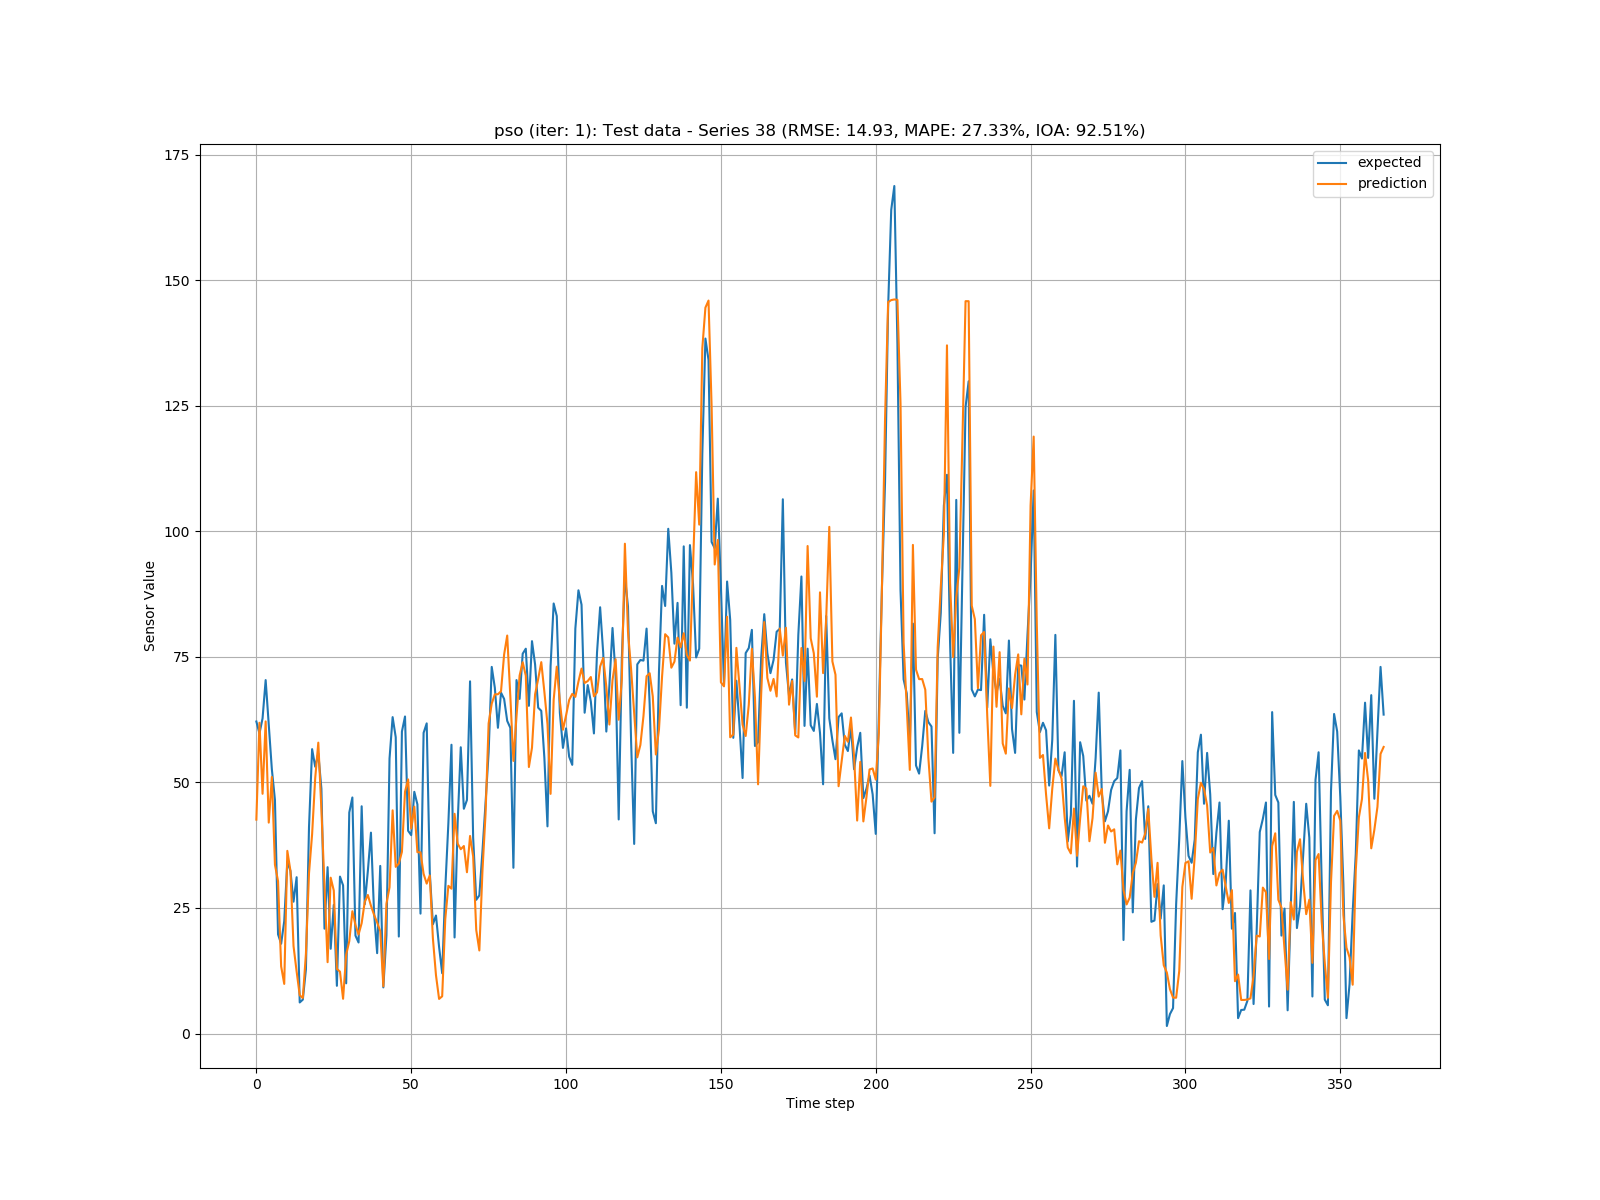 pso (iter: 1): Test data - Series 38 (RMSE: 14.93, MAPE: 27.33%, IOA: 92.51%)
expected
prediction
175
150
125
100
75
50
25
0
Sensor Value
0 50 100 150 200 250 300 350
Time step